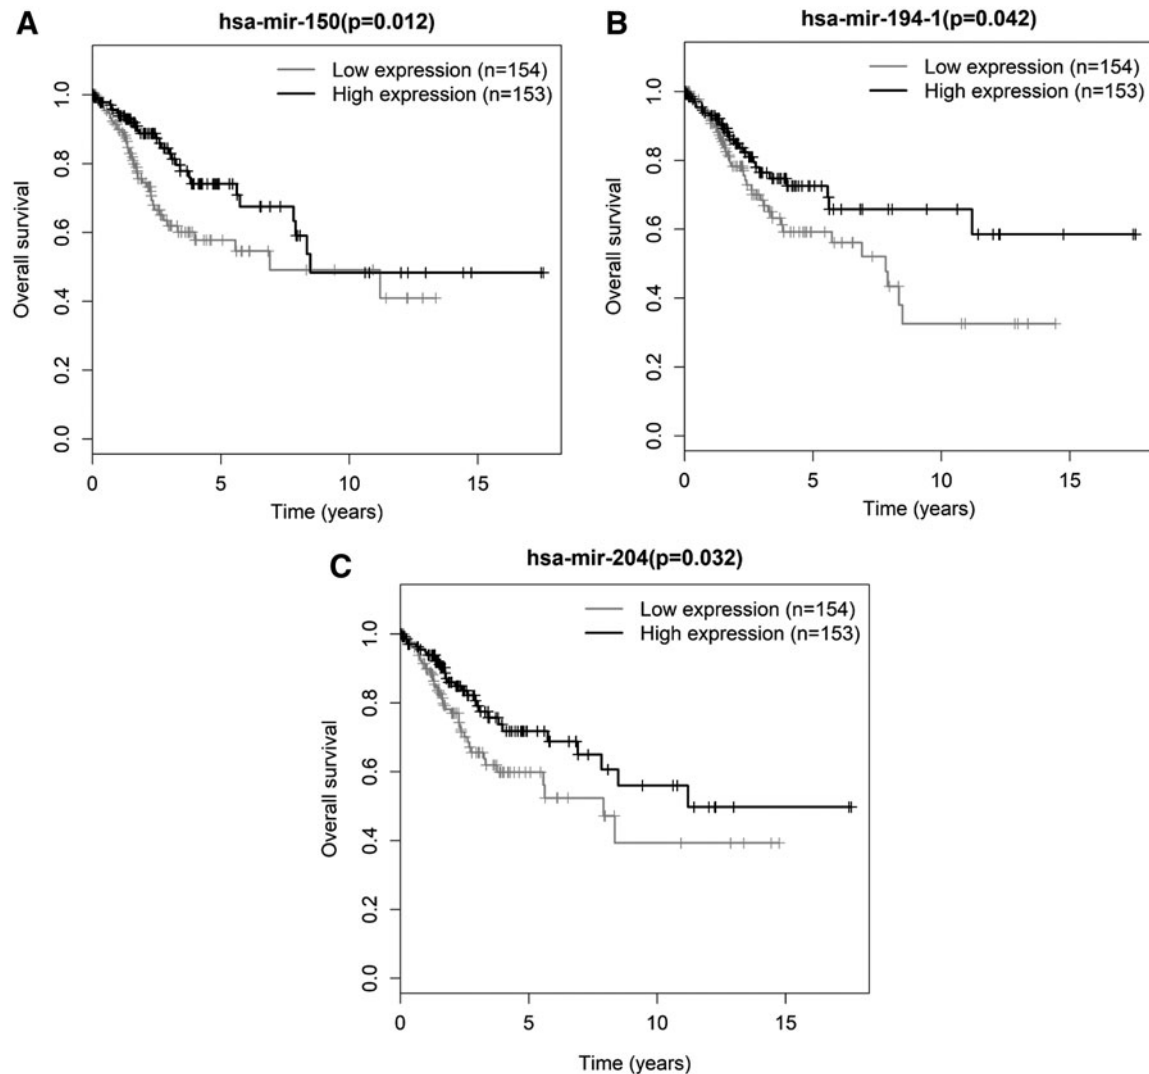 A
hsa-mir-150(p=0.012)
Low expression (n=154)
High expression (n=153)
Overall survival
0.0 0.2 0.4 0.6 0.8 1.0
0 5 10 15
Time (years)
B
hsa-mir-194-1(p=0.042)
Low expression (n=154)
High expression (n=153)
Overall survival
0.0 0.2 0.4 0.6 0.8 1.0
0 5 10 15
Time (years)
C
hsa-mir-204(p=0.032)
Low expression (n=154)
High expression (n=153)
Overall survival
0.0 0.2 0.4 0.6 0.8 1.0
0 5 10 15
Time (years)